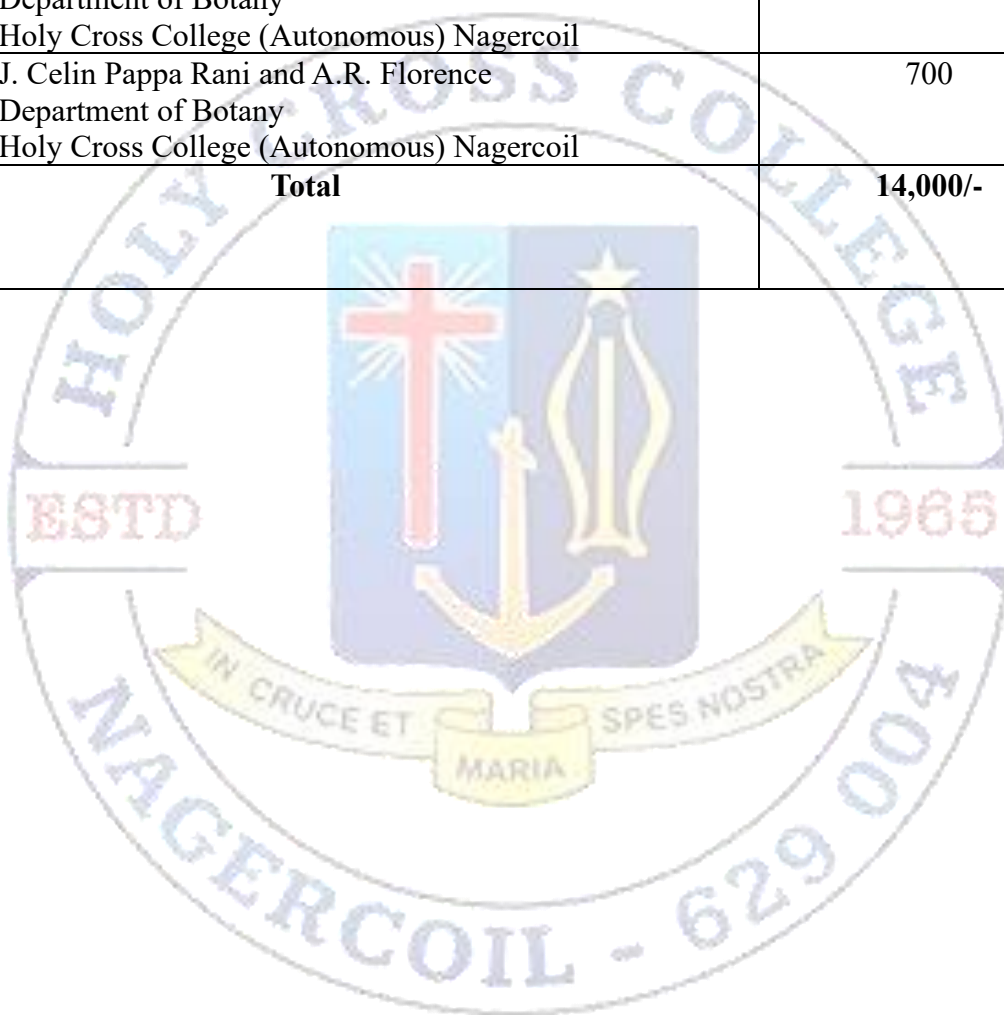 Department of Botany
Holy Cross College (Autonomous) Nagercoil
J. Celin Pappa Rani and A.R. Florence
700
Department of Botany
Holy Cross College (Autonomous) Nagercoil
Total
14,000/-
HOLY CROSS COLLEGE
ESTD
1965
IN CRUCE ET
MARIA
SPES NOSTRA
NAGERCOIL - 629 004